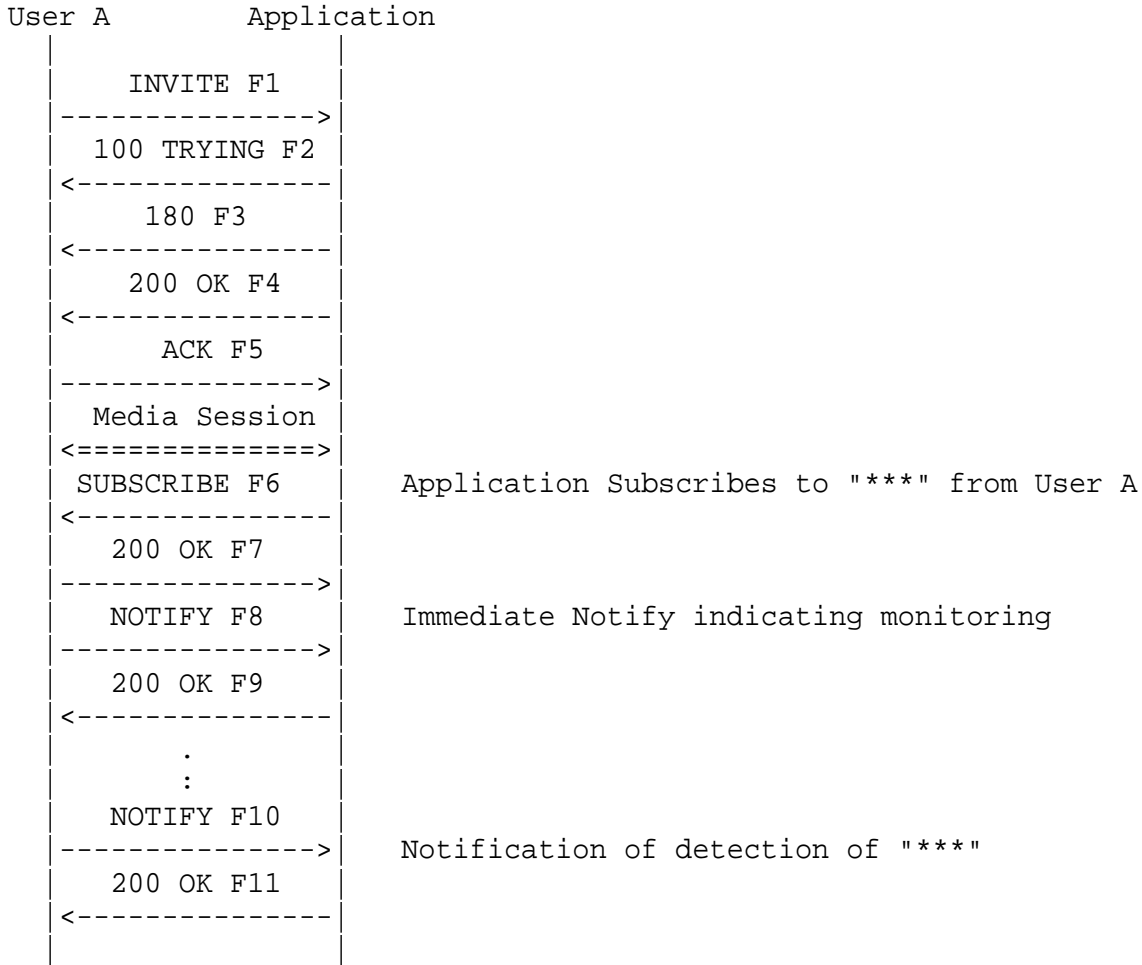 User A Application
INVITE F1
--------------->
100 TRYING F2
<---------------
180 F3
<---------------
200 OK F4
<---------------
ACK F5
--------------->
Media Session
<==============>
SUBSCRIBE F6 Application Subscribes to "***" from User A
<---------------
200 OK F7
--------------->
NOTIFY F8 Immediate Notify indicating monitoring
--------------->
200 OK F9
<---------------
.
:
NOTIFY F10
---------------> Notification of detection of "***"
200 OK F11
<---------------